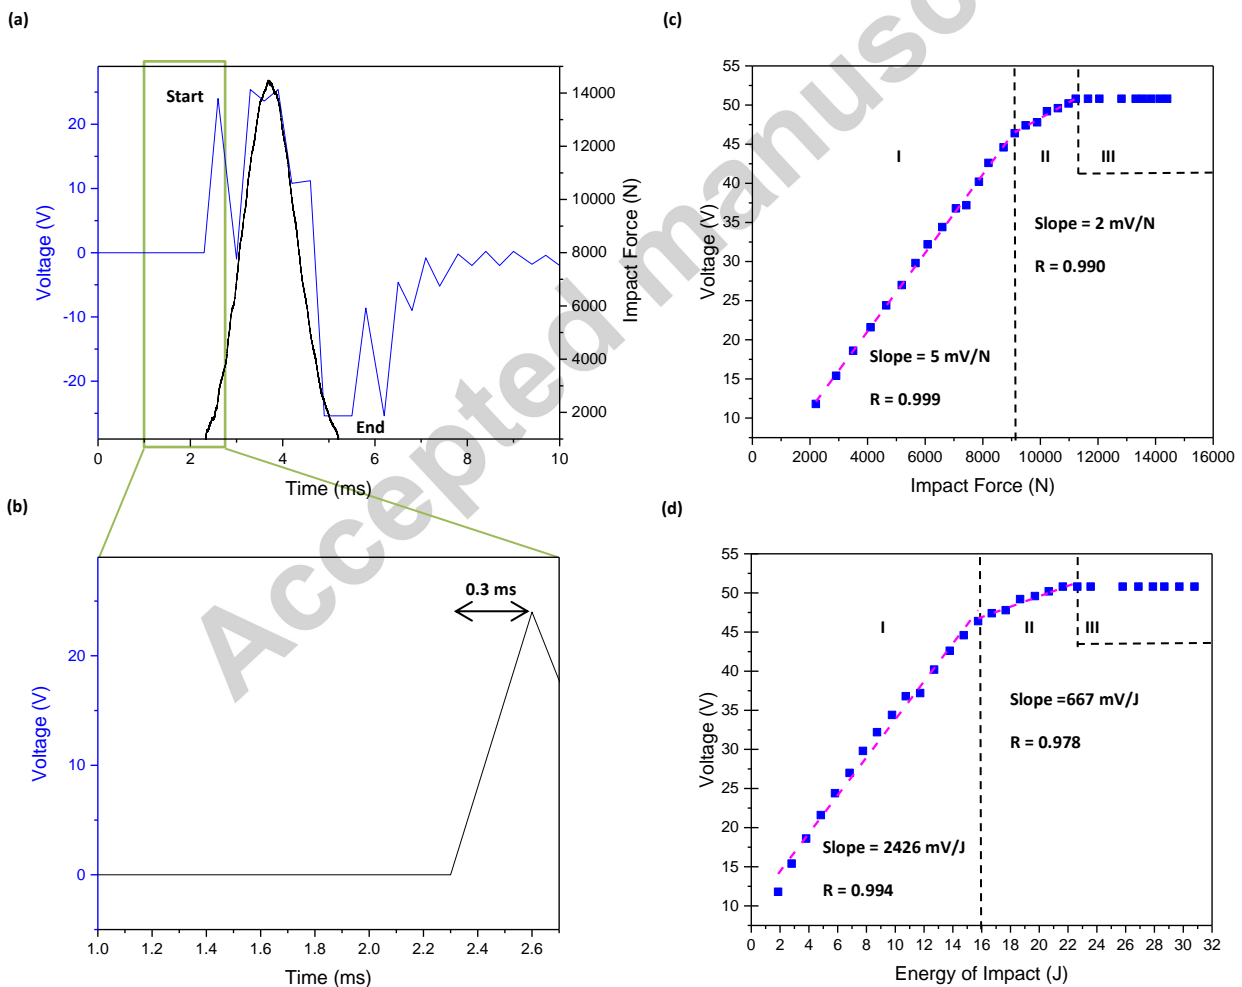 (a)
Start
End
20
10
0
-10
-20
Voltage (V)
14000
12000
10000
8000
6000
4000
2000
Impact Force (N)
0
2
4
6
8
10
Time (ms)
(b)
0.3 ms
20
10
0
Voltage (V)
1.0
1.2
1.4
1.6
1.8
2.0
2.2
2.4
2.6
Time (ms)
(c)
55
50
45
40
35
30
25
20
15
10
Voltage (V)
I
II
III
Slope = 2 mV/N
R = 0.990
Slope = 5 mV/N
R = 0.999
0
2000
4000
6000
8000
10000
12000
14000
16000
Impact Force (N)
(d)
55
50
45
40
35
30
25
20
15
10
Voltage (V)
I
II
III
Slope =667 mV/J
R = 0.978
Slope = 2426 mV/J
R = 0.994
0
2
4
6
8
10
12
14
16
18
20
22
24
26
28
30
32
Energy of Impact (J)
Accepted manus